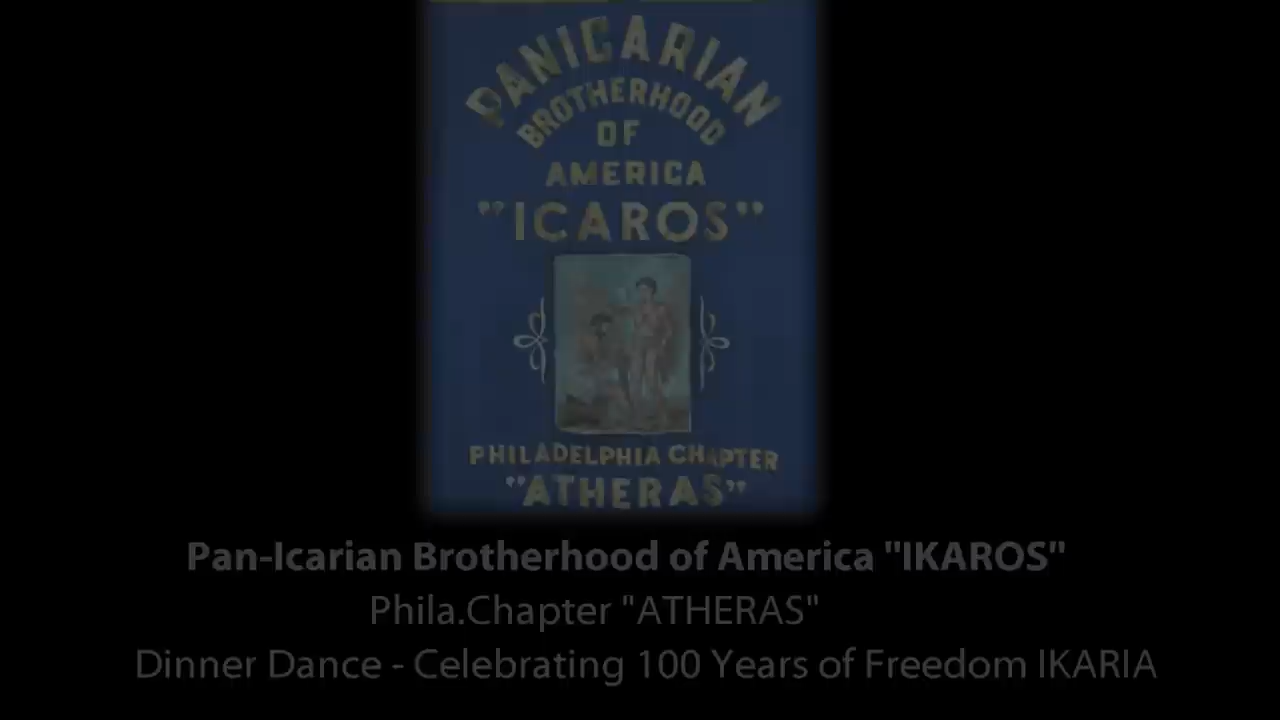 PANICARIAN
BROTHERHOOD
OF
AMERICA
"ICAROS"
PHILADELPHIA CHAPTER
"ATHERAS"
Pan-Icarian Brotherhood of America "IKAROS"
Phila.Chapter "ATHERAS"
Dinner Dance - Celebrating 100 Years of Freedom IKARIA